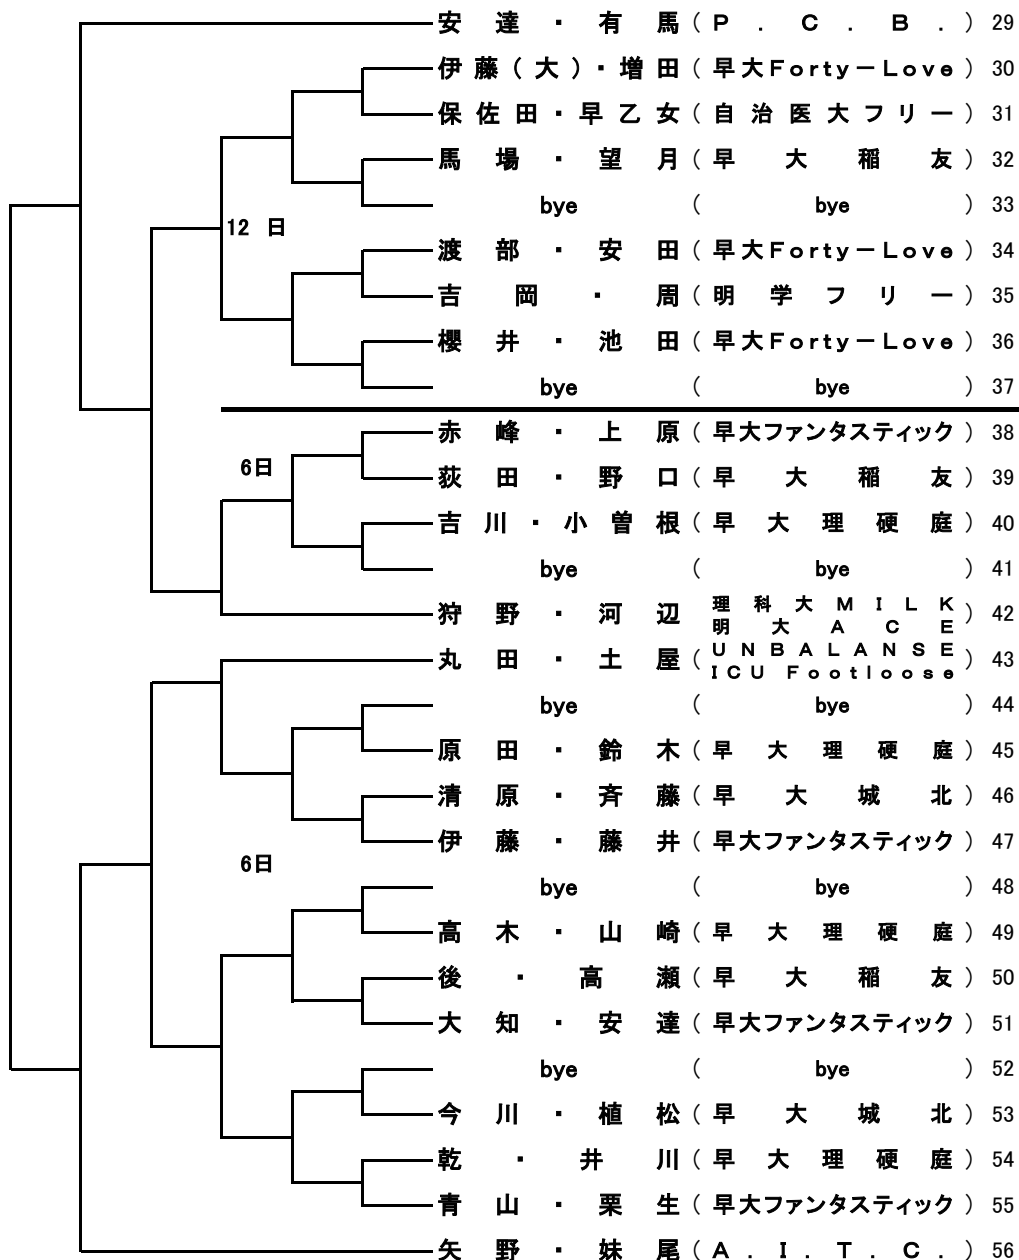 安達・有馬(P.C.B.) 29
伊藤(大)・増田(早大Forty-Love) 30
保佐田・早乙女(自治医大フリー) 31
馬場・望月(早大稲友) 32
bye(bye) 33
12日
渡部・安田(早大Forty-Love) 34
吉岡・周(明学フリー) 35
櫻井・池田(早大Forty-Love) 36
bye(bye) 37
赤峰・上原(早大ファンタスティック) 38
6日
荻田・野口(早大稲友) 39
吉川・小曽根(早大理硬庭) 40
bye(bye) 41
狩野・河辺(理科大MILK
明大ACE) 42
丸田・土屋(UNBALANSE
ICU Footloose) 43
bye(bye) 44
原田・鈴木(早大理硬庭) 45
清原・斉藤(早大城北) 46
伊藤・藤井(早大ファンタスティック) 47
6日
bye(bye) 48
高木・山崎(早大理硬庭) 49
後・高瀬(早大稲友) 50
大知・安達(早大ファンタスティック) 51
bye(bye) 52
今川・植松(早大城北) 53
乾・井川(早大理硬庭) 54
青山・栗生(早大ファンタスティック) 55
矢野・妹尾(A.I.T.C.) 56